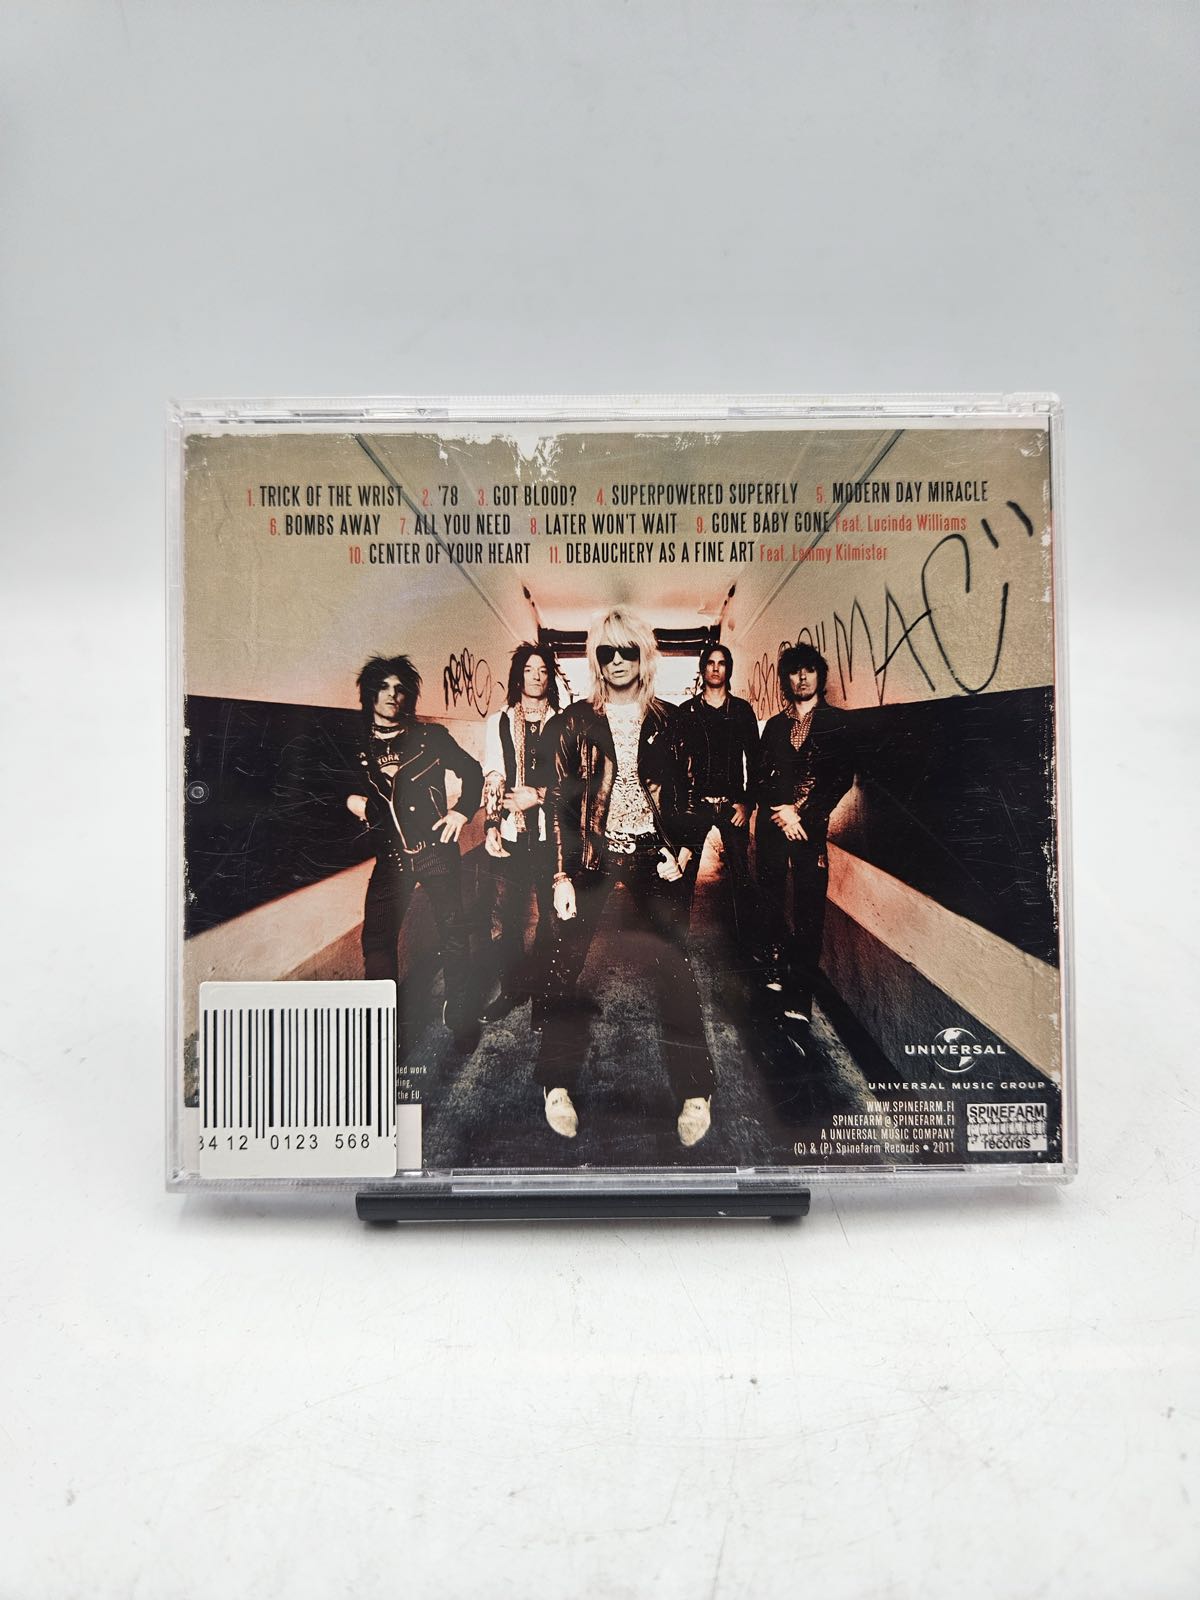 1. TRICK OF THE WRIST 2. '78 3. GOT BLOOD? 4. SUPERPOWERED SUPERFLY 5. MODERN DAY MIRACLE
6. BOMBS AWAY 7. ALL YOU NEED 8. LATER WON'T WAIT 9. GONE BABY GONE Feat. Lucinda Williams
10. CENTER OF YOUR HEART 11. DEBAUCHERY AS A FINE ART Feat. Lemmy Kilmister
"MAC"
YORK
the EU.
34 12 0123 568
UNIVERSAL
UNIVERSAL MUSIC GROUP
WWW.SPINEFARM.FI
SPINEFARM@SPINEFARM.FI
A UNIVERSAL MUSIC COMPANY
(C) & (P) Spinefarm Records • 2011
SPINEFARM
records